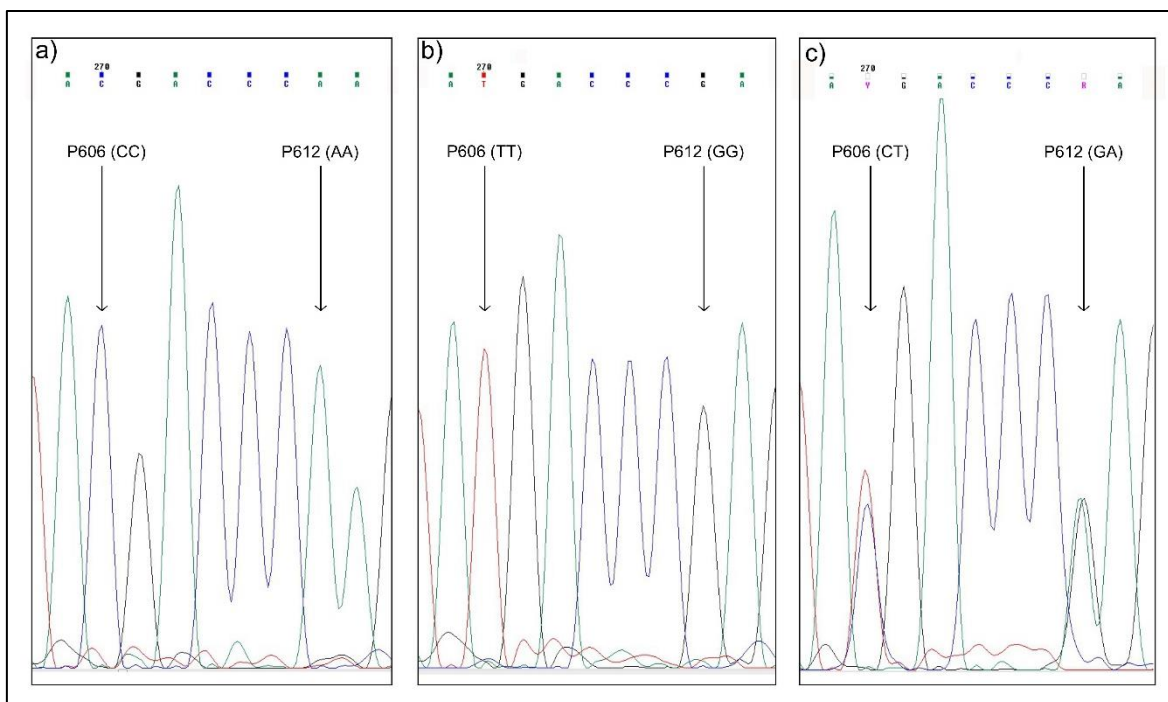 a)
270
A C G A C C C A A
P606 (CC) P612 (AA)
b)
270
A T G A C C C G A
P606 (TT) P612 (GG)
c)
270
A Y G A C C C R A
P606 (CT) P612 (GA)